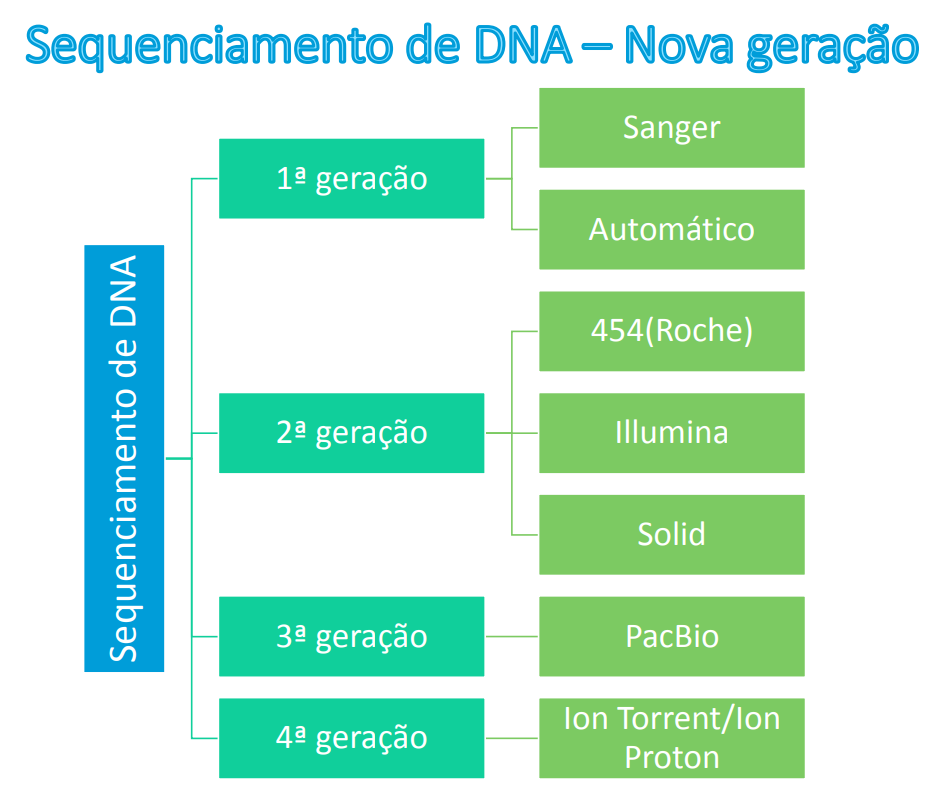 Sequenciamento de DNA – Nova geração
Sequenciamento de DNA
1ª geração
Sanger
Automático
2ª geração
454(Roche)
Illumina
Solid
3ª geração
PacBio
4ª geração
Ion Torrent/Ion
Proton